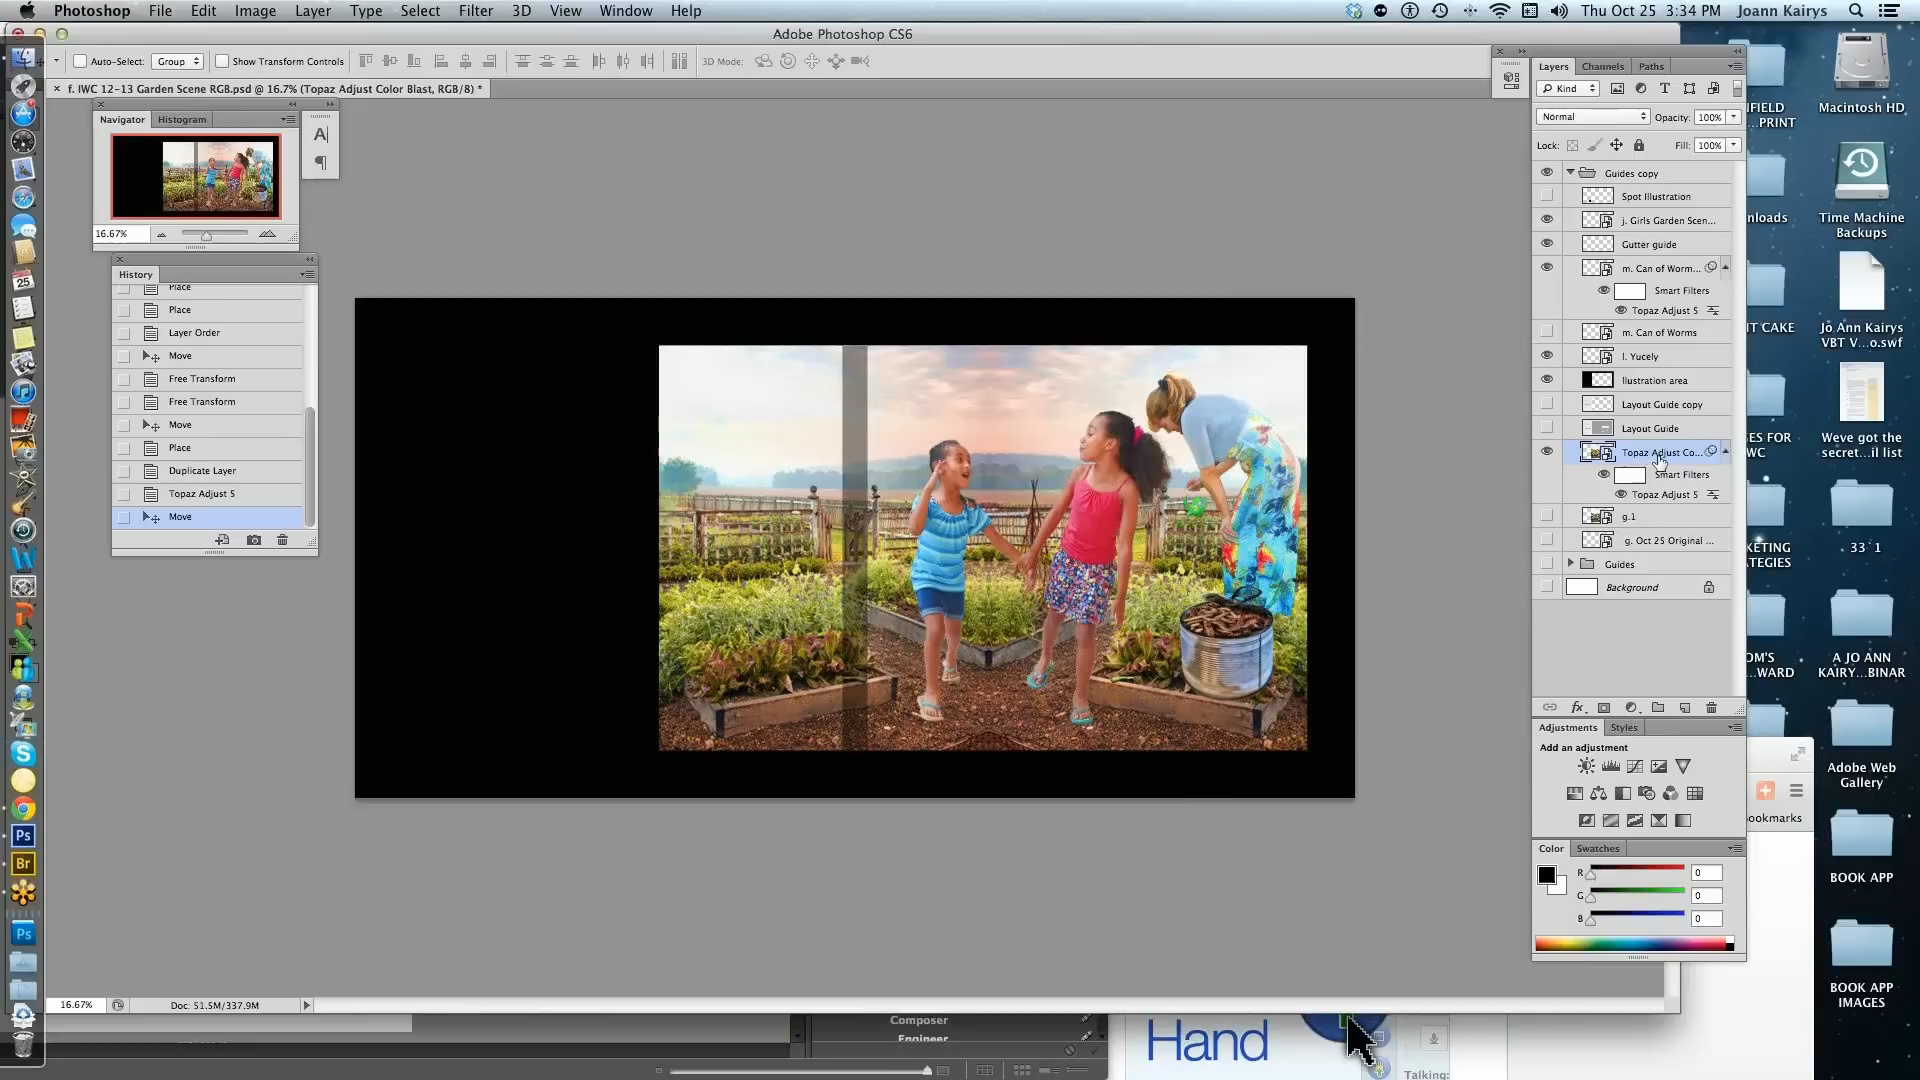 Photoshop File Edit Image Layer Type Select Filter 3D View Window Help
Thu Oct 25 3:34 PM Joann Kairys
Adobe Photoshop CS6
Auto-Select: Group Show Transform Controls 3D Mode:
f. IWC 12-13 Garden Scene RGB.psd @ 16.7% (Topaz Adjust Color Blast, RGB/8) *
Navigator Histogram
16.67%
History
Place
Place
Layer Order
Move
Free Transform
Free Transform
Move
Place
Duplicate Layer
Topaz Adjust 5
Move
Layers Channels Paths
Kind
Normal Opacity: 100%
Lock: Fill: 100%
Guides copy
Spot Illustration
j. Girls Garden Scen...
Gutter guide
m. Can of Worm...
Smart Filters
Topaz Adjust 5
m. Can of Worms
l. Yucely
Ilustration area
Layout Guide copy
Layout Guide
Topaz Adjust Co...
Smart Filters
Topaz Adjust 5
g.1
g. Oct 25 Original ...
Guides
Background
Adjustments Styles
Add an adjustment
Color Swatches
R 0
G 0
B 0
16.67% Doc: 51.5M/337.9M
Composer
Engineer
Hand
Talking:
ookmarks
IFIELD
...PRINT
nloads
IT CAKE
SES FOR
WC
KETING
ATEGIES
OM'S
...WARD
Macintosh HD
Time Machine
Backups
Jo Ann Kairys
VBT V...o.swf
Weve got the
secret...il list
33 1
A JO ANN
KAIRY...BINAR
Adobe Web
Gallery
BOOK APP
BOOK APP
IMAGES